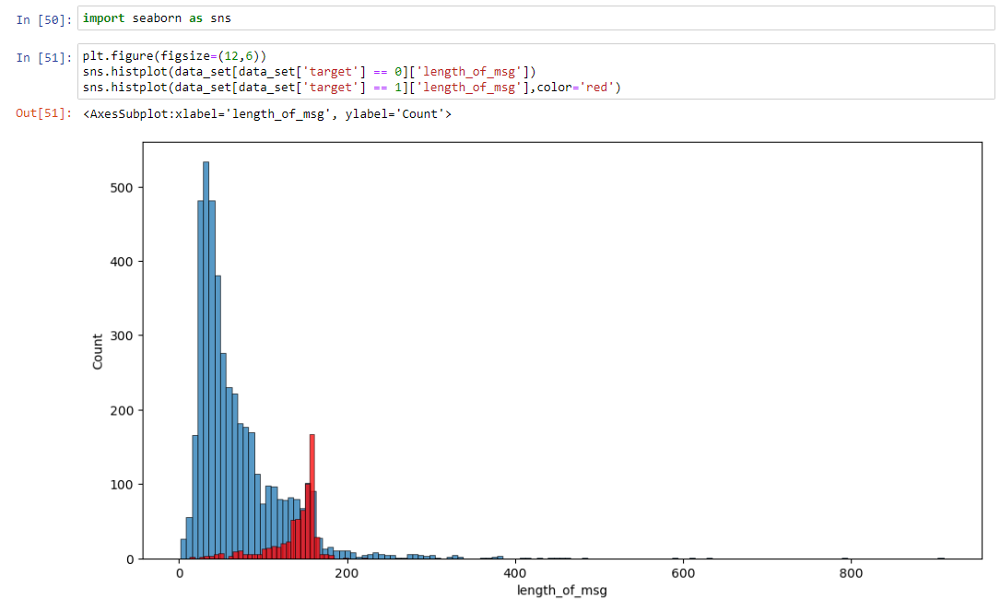 In [50]: import seaborn as sns
In [51]: plt.figure(figsize=(12,6))
sns.histplot(data_set[data_set['target'] == 0]['length_of_msg'])
sns.histplot(data_set[data_set['target'] == 1]['length_of_msg'],color='red')
Out[51]: <AxesSubplot:xlabel='length_of_msg', ylabel='Count'>
500
400
300
200
100
0
Count
0 200 400 600 800
length_of_msg